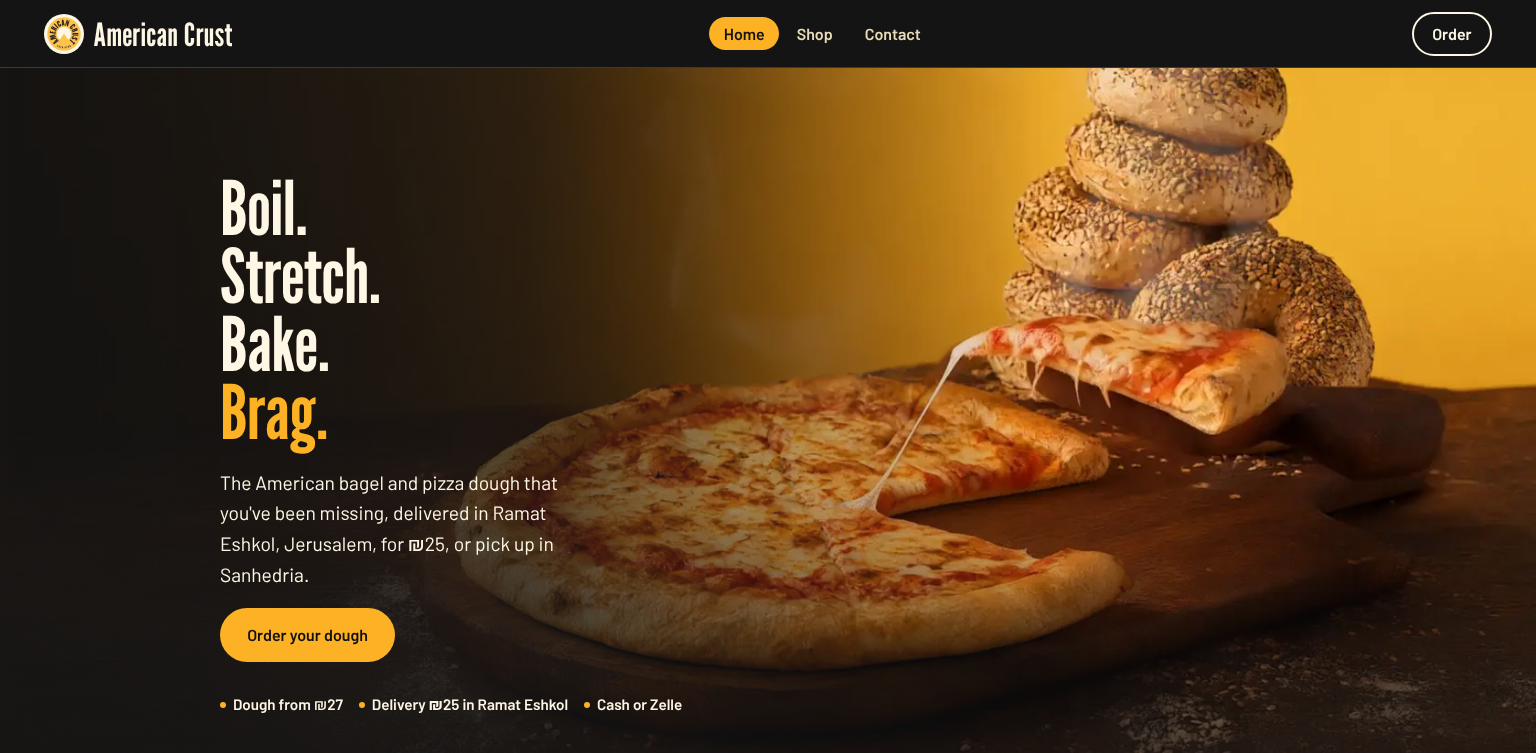 AMERICAN CRUST
American Crust
Home
Shop
Contact
Order
Boil.
Stretch.
Bake.
Brag.
The American bagel and pizza dough that
you've been missing, delivered in Ramat
Eshkol, Jerusalem, for ₪25, or pick up in
Sanhedria.
Order your dough
Dough from ₪27
Delivery ₪25 in Ramat Eshkol
Cash or Zelle